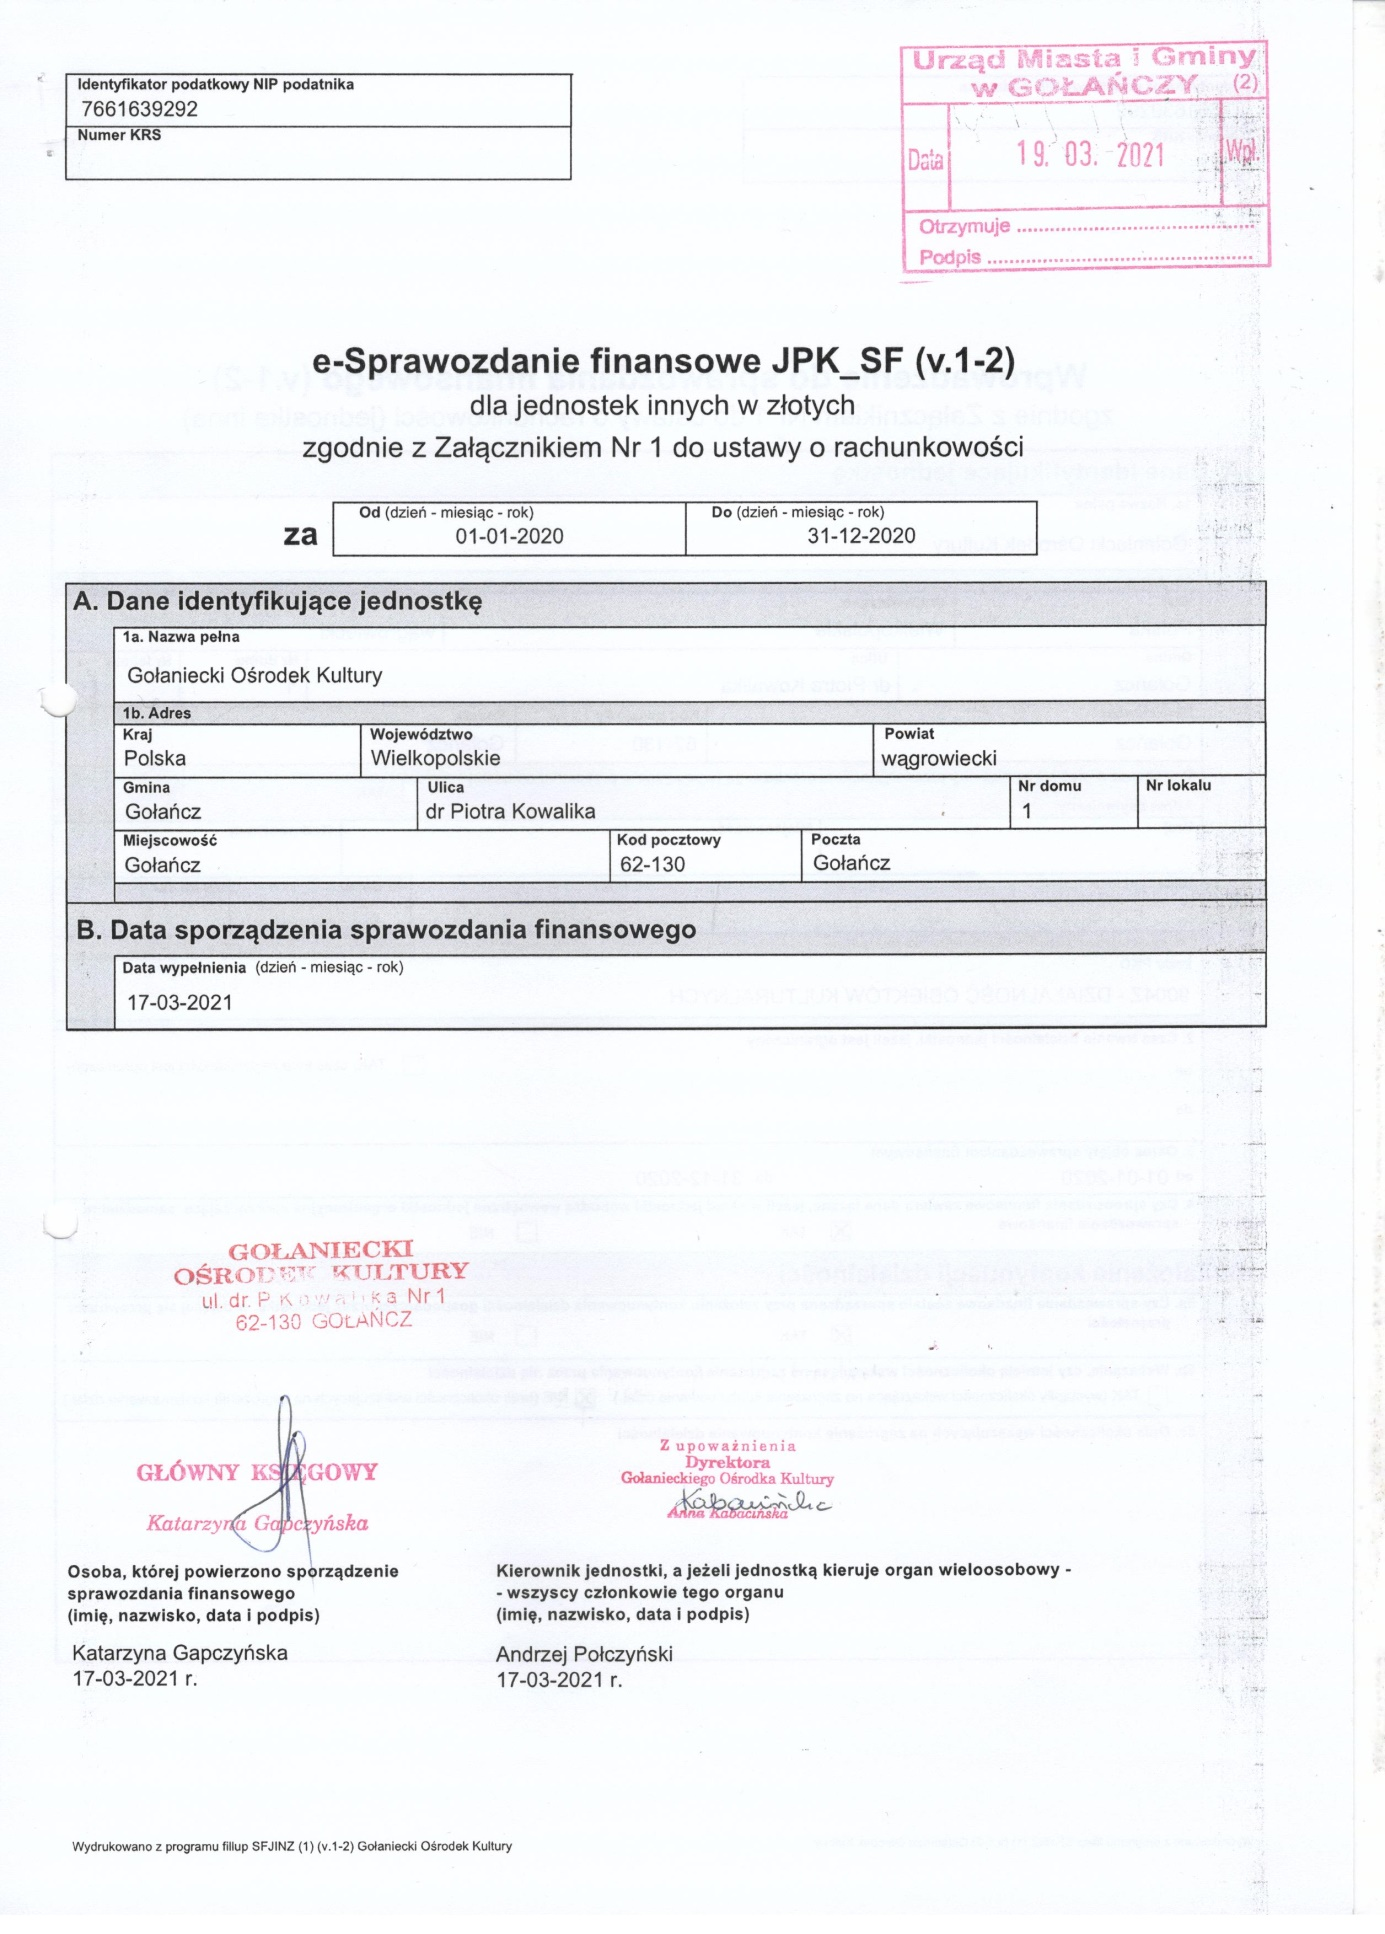 Identyfikator podatkowy NIP podatnika
7661639292
Numer KRS
Urząd Miasta i Gminy
w GOŁAŃCZY (2)
Data 19. 03. 2021 Wpł.
Otrzymuje
Podpis
e-Sprawozdanie finansowe JPK_SF (v.1-2)
dla jednostek innych w złotych
zgodnie z Załącznikiem Nr 1 do ustawy o rachunkowości
za
Od (dzień - miesiąc - rok) Do (dzień - miesiąc - rok)
01-01-2020 31-12-2020
A. Dane identyfikujące jednostkę
1a. Nazwa pełna
Gołaniecki Ośrodek Kultury
1b. Adres
Kraj Województwo Powiat
Polska Wielkopolskie wągrowiecki
Gmina Ulica Nr domu Nr lokalu
Gołańcz dr Piotra Kowalika 1
Miejscowość Kod pocztowy Poczta
Gołańcz 62-130 Gołańcz
B. Data sporządzenia sprawozdania finansowego
Data wypełnienia (dzień - miesiąc - rok)
17-03-2021
GOŁANIECKI
OŚRODEK KULTURY
ul. dr. P. Kowalika Nr 1
62-130 GOŁAŃCZ
GŁÓWNY KSIĘGOWY
Katarzyna Gapczyńska
Z upoważnienia
Dyrektora
Gołanieckiego Ośrodka Kultury
Kabacińska
Anna Kabacińska
Osoba, której powierzono sporządzenie
sprawozdania finansowego
(imię, nazwisko, data i podpis)
Katarzyna Gapczyńska
17-03-2021 r.
Kierownik jednostki, a jeżeli jednostką kieruje organ wieloosobowy -
- wszyscy członkowie tego organu
(imię, nazwisko, data i podpis)
Andrzej Połczyński
17-03-2021 r.
Wydrukowano z programu fillup SFJINZ (1) (v.1-2) Gołaniecki Ośrodek Kultury